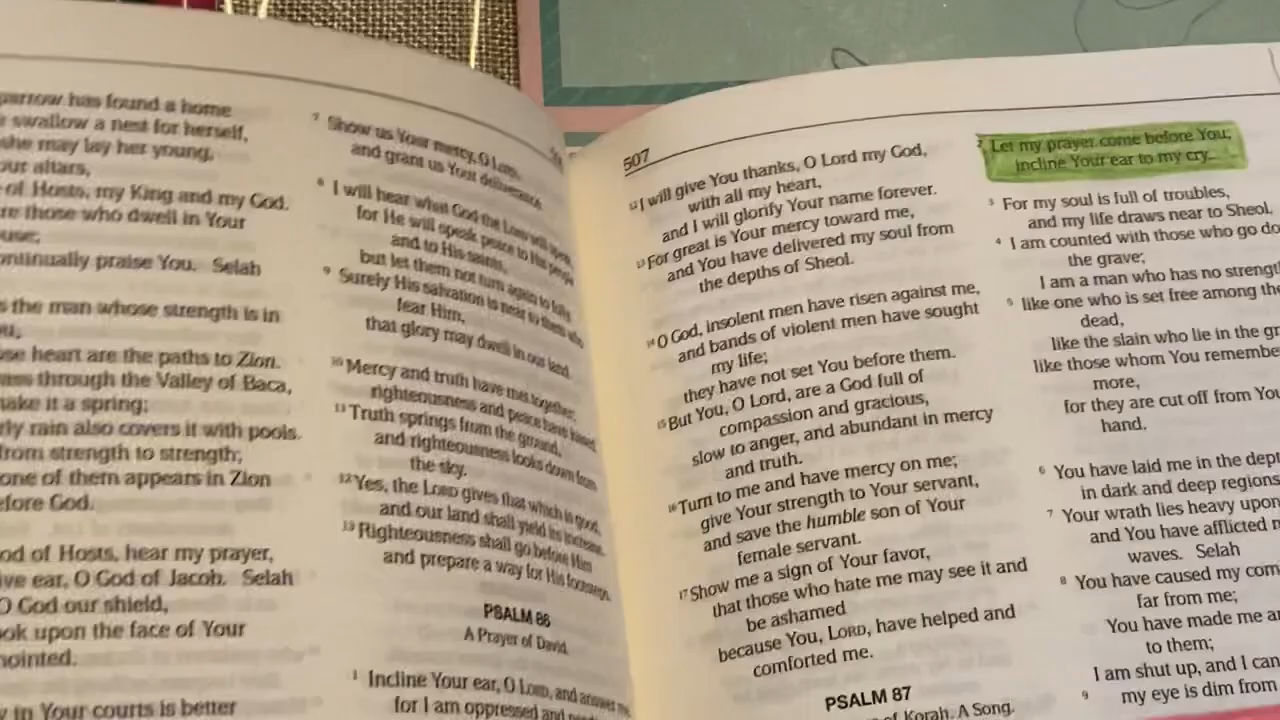 sparrow has found a home
swallow a nest for herself,
she may lay her young,
our altars,
of Hosts, my King and my God.
are those who dwell in Your
house;
continually praise You. Selah
is the man whose strength is in
You,
whose heart are the paths to Zion.
pass through the Valley of Baca,
make it a spring;
early rain also covers it with pools.
from strength to strength;
one of them appears in Zion
before God.
God of Hosts, hear my prayer,
give ear, O God of Jacob. Selah
O God our shield,
look upon the face of Your
anointed.
in Your courts is better
7 Show us Your mercy, O LORD,
and grant us Your deliverance.
8 I will hear what God the LORD will speak,
for He will speak peace to His people
and to His saints,
but let them not turn again to folly.
9 Surely His salvation is near to them who
fear Him,
that glory may dwell in our land.
10 Mercy and truth have met together;
righteousness and peace have kissed
11 Truth springs from the ground,
and righteousness looks down from
the sky.
12 Yes, the LORD gives that which is good,
and our land shall yield its increase.
13 Righteousness shall go before Him
and prepare a way for His footsteps.
PSALM 86
A Prayer of David.
1 Incline Your ear, O LORD, and answer me,
for I am oppressed and
507
12 I will give You thanks, O Lord my God,
with all my heart,
and I will glorify Your name forever.
13 For great is Your mercy toward me,
and You have delivered my soul from
the depths of Sheol.
14 O God, insolent men have risen against me,
and bands of violent men have sought
my life;
they have not set You before them.
15 But You, O Lord, are a God full of
compassion and gracious,
slow to anger, and abundant in mercy
and truth.
16 Turn to me and have mercy on me;
give Your strength to Your servant,
and save the humble son of Your
female servant.
17 Show me a sign of Your favor,
that those who hate me may see it and
be ashamed
because You, LORD, have helped and
comforted me.
PSALM 87
of Korah. A Song.
2 Let my prayer come before You;
incline Your ear to my cry.
3 For my soul is full of troubles,
and my life draws near to Sheol.
4 I am counted with those who go do
the grave;
I am a man who has no strengt
5 like one who is set free among the
dead,
like the slain who lie in the gr
like those whom You remembe
more,
for they are cut off from You
hand.
6 You have laid me in the dept
in dark and deep regions
7 Your wrath lies heavy upon
and You have afflicted m
waves. Selah
8 You have caused my com
far from me;
You have made me a
to them;
I am shut up, and I can
9 my eye is dim from